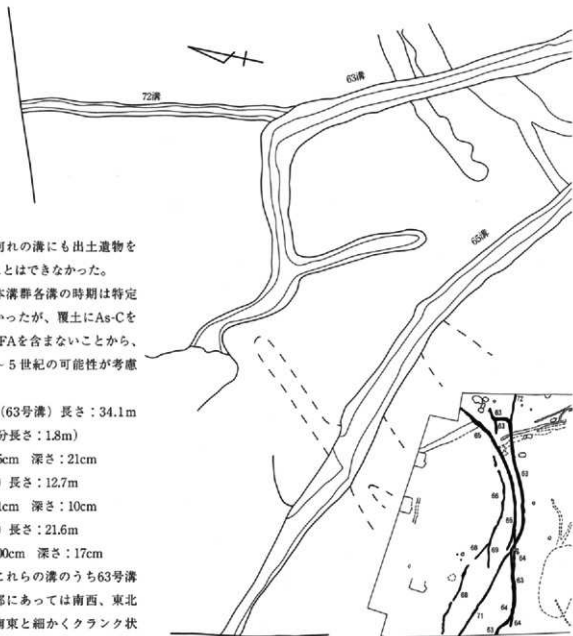 72溝
63溝
65溝
何れの溝にも出土遺物を
ことはできなかった。
本溝群各溝の時期は特定
かったが、覆土にAs-Cを
FAを含まないことから、
5世紀の可能性が考慮
(63号溝) 長さ：34.1m
分長さ：1.8m)
5cm 深さ：21cm
長さ：12.7m
1cm 深さ：10cm
長さ：21.6m
00cm 深さ：17cm
これらの溝のうち63号溝
部にあっては南西、東北
南東と細かくクランク状